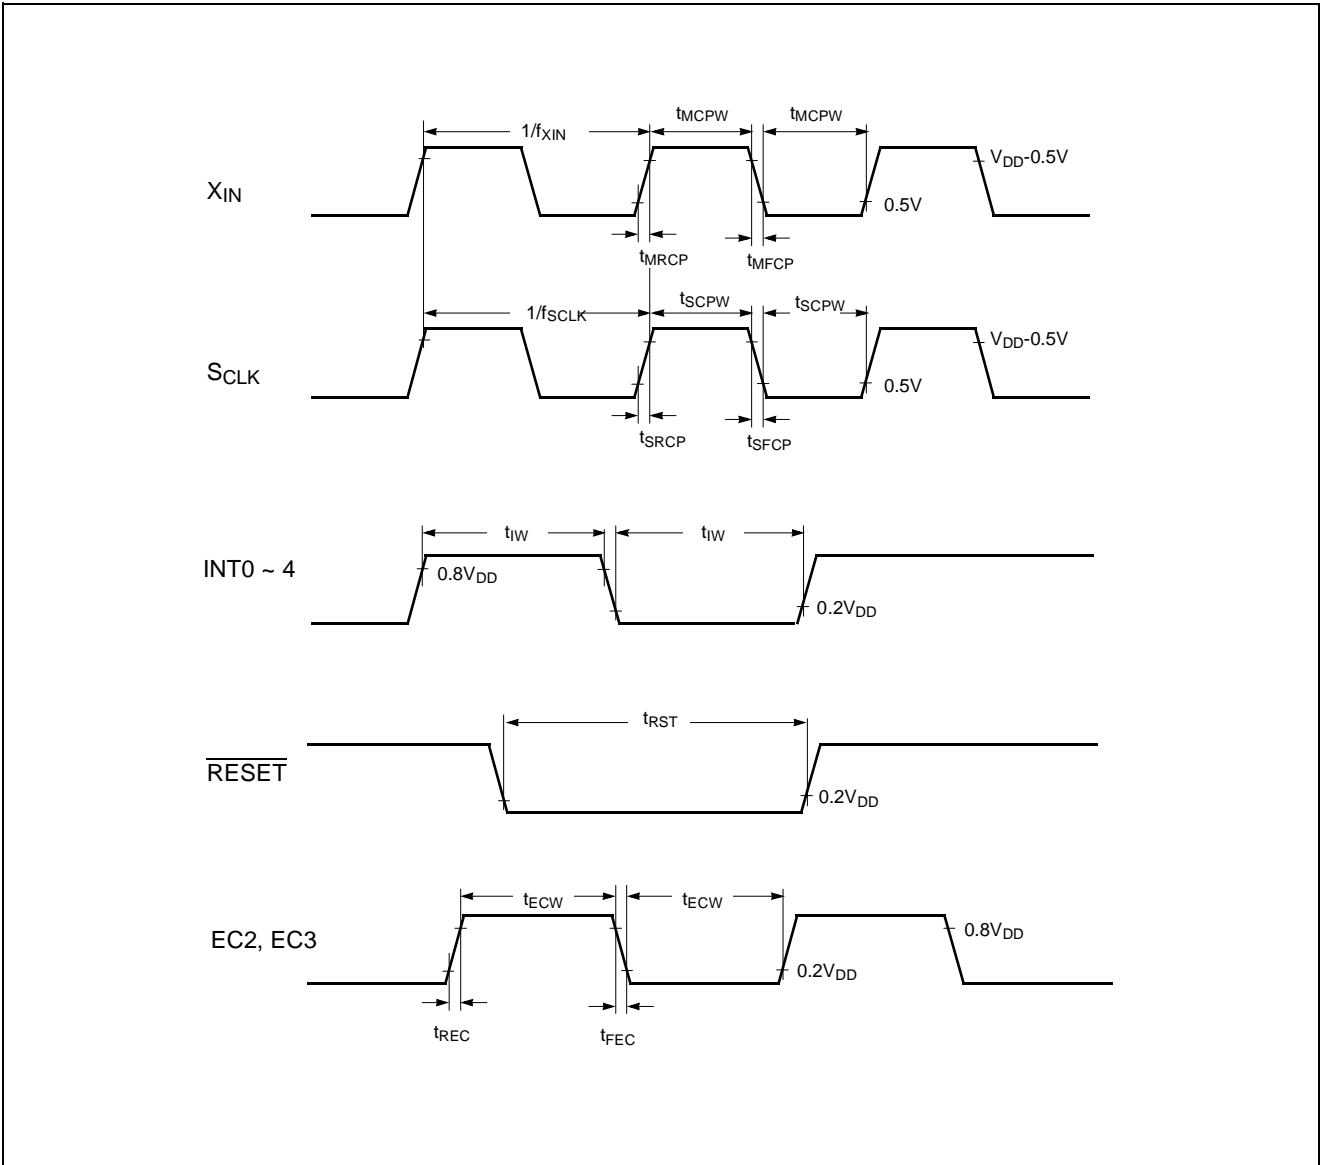 tMCPW tMCPW
1/fXIN
VDD-0.5V
XIN
0.5V
tMRCP tMFCP
tSCPW tSCPW
1/fSCLK
VDD-0.5V
SCLK
0.5V
tSRCP tSFCP
tIW tIW
INT0 ~ 4
0.8VDD
0.2VDD
tRST
RESET
0.2VDD
tECW tECW
0.8VDD
EC2, EC3
0.2VDD
tREC tFEC